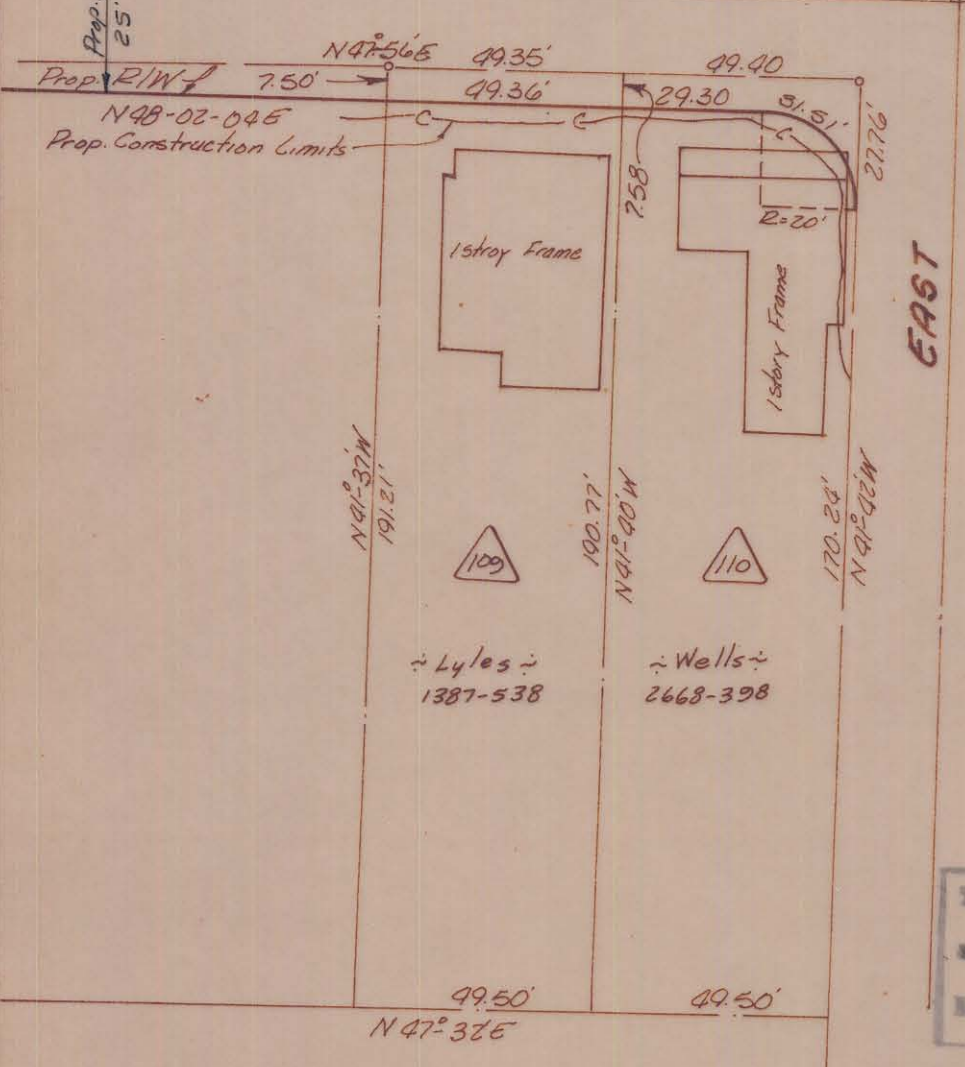 Prop.
25'
N47°56'E 49.35' 49.40
Prop. R/W 7.50' 49.36' 29.30 31.51'
N48-02-04E
Prop. Construction Limits
C C C
27.76'
7.58
R=20'
1 stroy Frame
1 story Frame
EAST
N41°-37'W
191.21'
190.77'
N41°-40'W
170.24'
N41°-42'W
109
110
÷ Lyles ÷
1387-538
÷ Wells ÷
2668-398
49.50' 49.50'
N47°-32'E